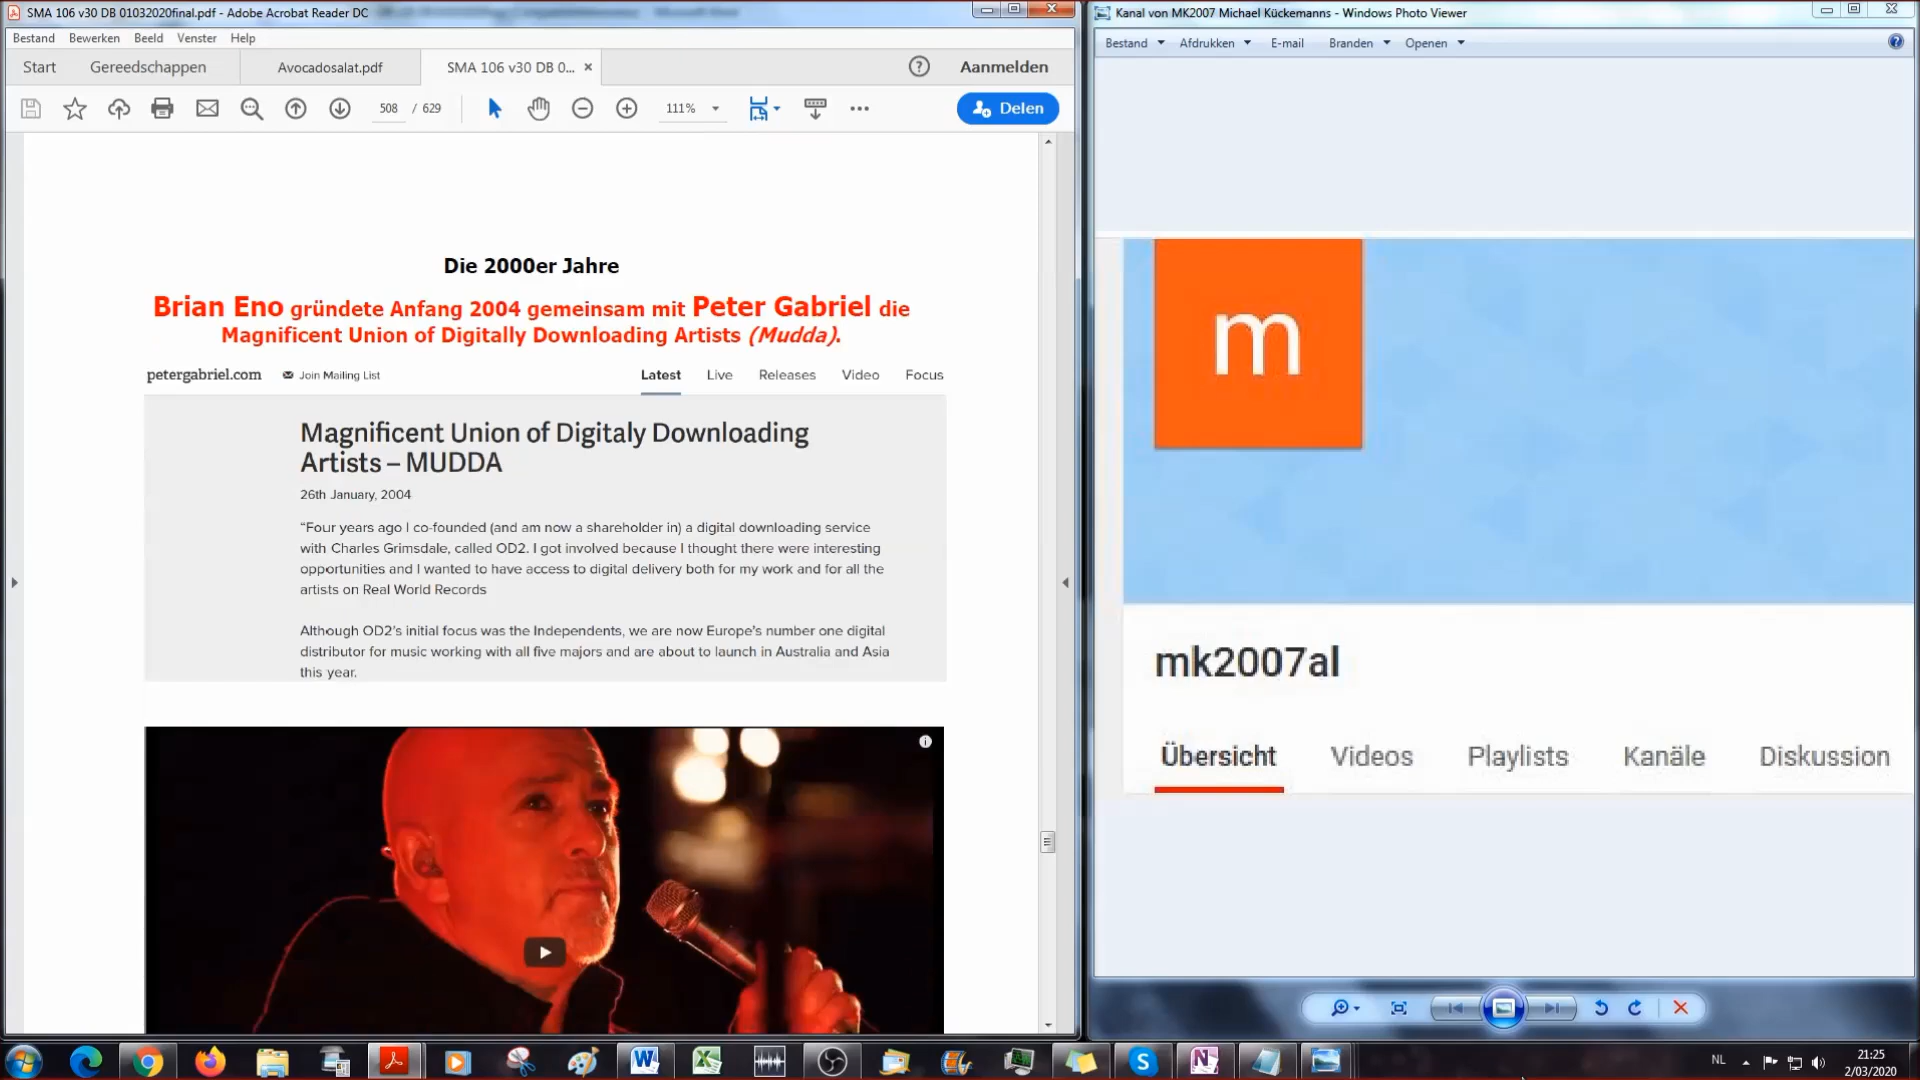 SMA 106 v30 DB 01032020final.pdf - Adobe Acrobat Reader DC
Bestand Bewerken Beeld Venster Help
Start Gereedschappen Avocadosalat.pdf SMA 106 v30 DB 0... × Aanmelden
508 / 629 111% Delen
Die 2000er Jahre
Brian Eno gründete Anfang 2004 gemeinsam mit Peter Gabriel die
Magnificent Union of Digitally Downloading Artists (Mudda).
petergabriel.com Join Mailing List Latest Live Releases Video Focus
Magnificent Union of Digitaly Downloading
Artists – MUDDA
26th January, 2004
“Four years ago I co-founded (and am now a shareholder in) a digital downloading service
with Charles Grimsdale, called OD2. I got involved because I thought there were interesting
opportunities and I wanted to have access to digital delivery both for my work and for all the
artists on Real World Records
Although OD2’s initial focus was the Independents, we are now Europe’s number one digital
distributor for music working with all five majors and are about to launch in Australia and Asia
this year.
Kanal von MK2007 Michael Kückemanns - Windows Photo Viewer
Bestand Afdrukken E-mail Branden Openen
m
mk2007al
Übersicht Videos Playlists Kanäle Diskussion
NL
21:25
2/03/2020